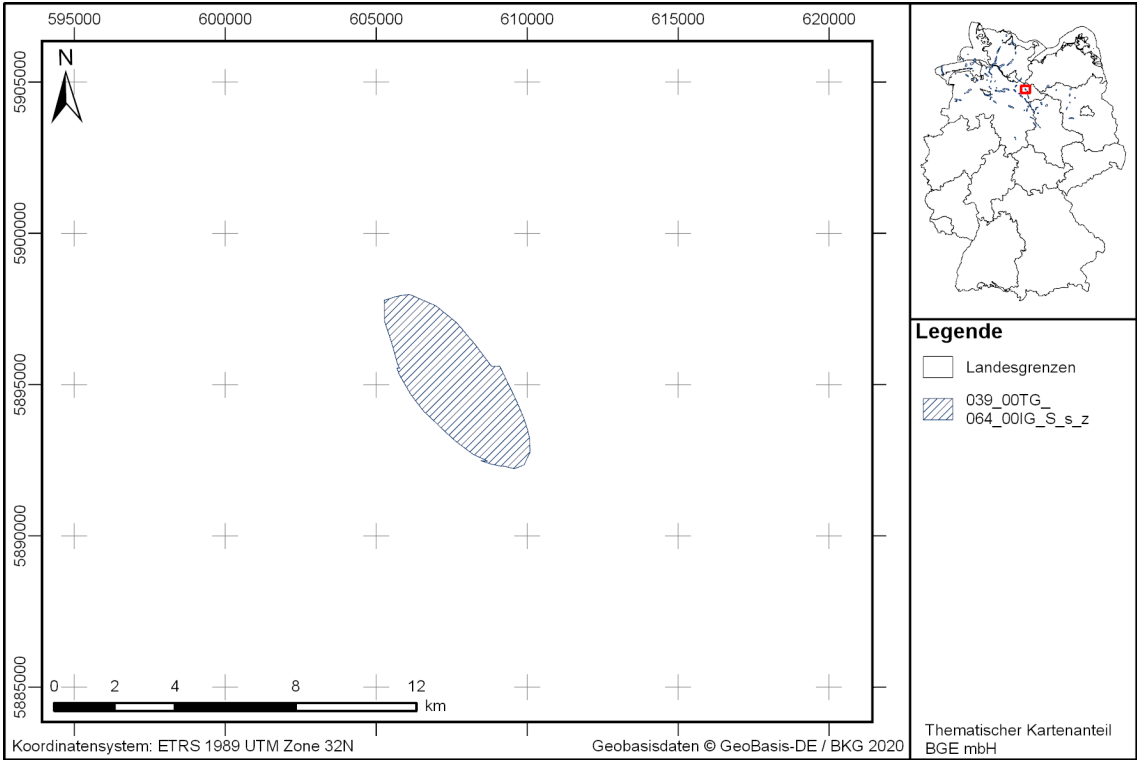 595000 600000 605000 610000 615000 620000
N
5905000
5900000
5895000
5890000
5885000
0 2 4 8 12
km
Koordinatensystem: ETRS 1989 UTM Zone 32N
Geobasisdaten © GeoBasis-DE / BKG 2020
Legende
Landesgrenzen
039_00TG_
064_00IG_S_s_z
Thematischer Kartenanteil
BGE mbH